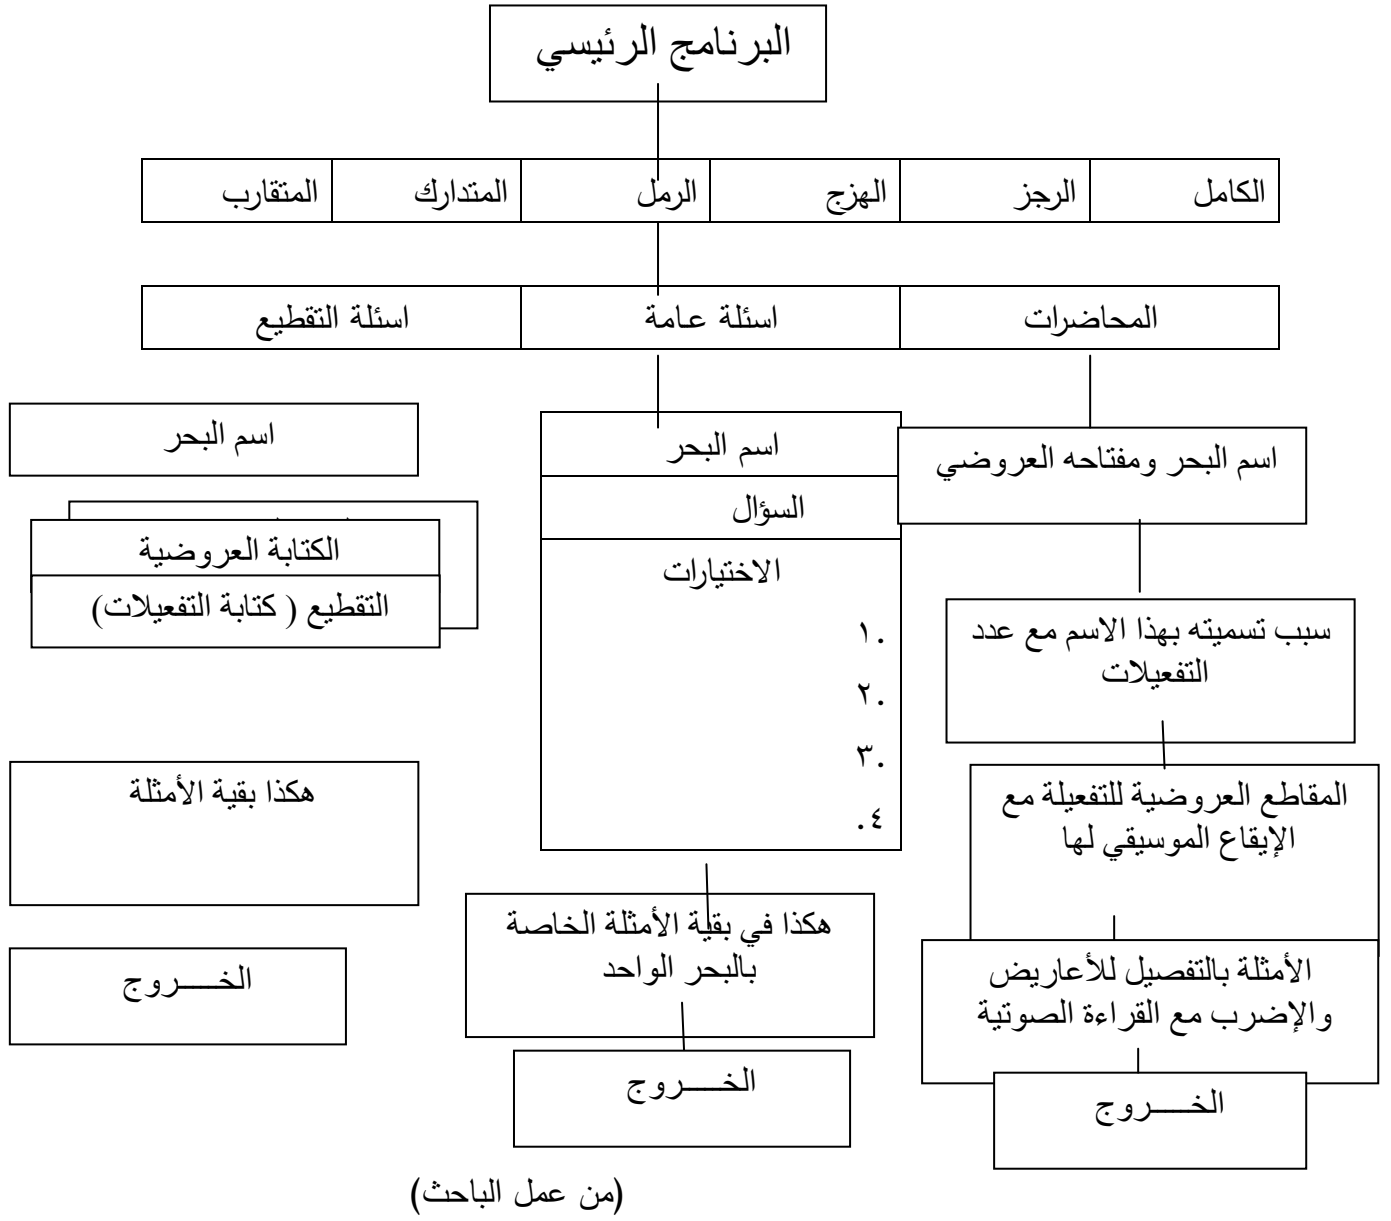 البرنامج الرئيسي
الكامل
الرجز
الهزج
الرمل
المتدارك
المتقارب
المحاضرات
اسئلة عامة
اسئلة التقطيع
اسم البحر ومفتاحه العروضي
سبب تسميته بهذا الاسم مع عدد
التفعيلات
المقاطع العروضية للتفعيلة مع
الإيقاع الموسيقي لها
الأمثلة بالتفصيل للأعاريض
والإضرب مع القراءة الصوتية
الخـــــروج
اسم البحر
السؤال
الاختيارات
١.
٢.
٣.
٤.
هكذا في بقية الأمثلة الخاصة
بالبحر الواحد
الخـــــروج
اسم البحر
الكتابة العروضية
التقطيع ( كتابة التفعيلات)
هكذا بقية الأمثلة
الخـــــروج
(من عمل الباحث)